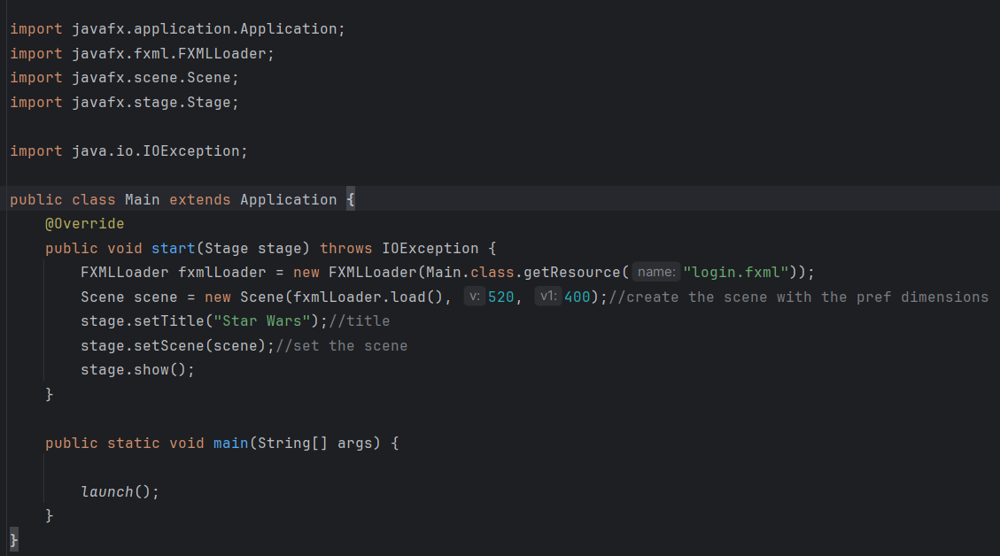 import javafx.application.Application;
import javafx.fxml.FXMLLoader;
import javafx.scene.Scene;
import javafx.stage.Stage;

import java.io.IOException;

public class Main extends Application {
    @Override
    public void start(Stage stage) throws IOException {
        FXMLLoader fxmlLoader = new FXMLLoader(Main.class.getResource( name: "login.fxml"));
        Scene scene = new Scene(fxmlLoader.load(), v: 520, v1: 400);//create the scene with the pref dimensions
        stage.setTitle("Star Wars");//title
        stage.setScene(scene);//set the scene
        stage.show();
    }

    public static void main(String[] args) {

        launch();
    }
}